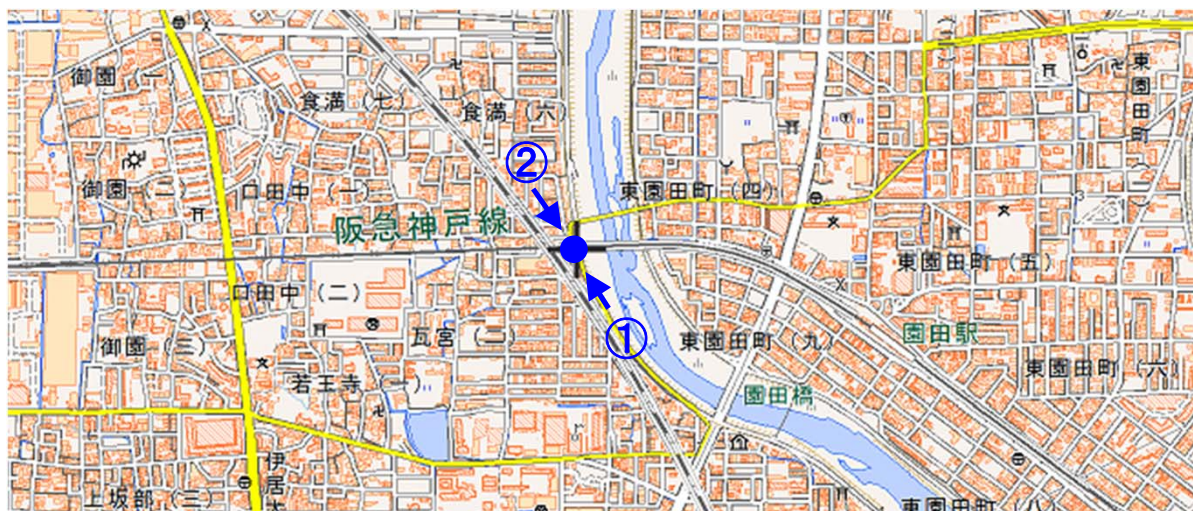 御園(一)
食満(七)
食満(六)
東園田町(二)
②
御園(二)
口田中(一)
東園田町(四)
阪急神戸線
東園田町(五)
口田中(二)
①
御園(三)
瓦宮(二)
東園田町(九)
園田駅
若王寺(一)
園田橋
東園田町(六)
伊居太
上坂部(三)
東園田町(八)